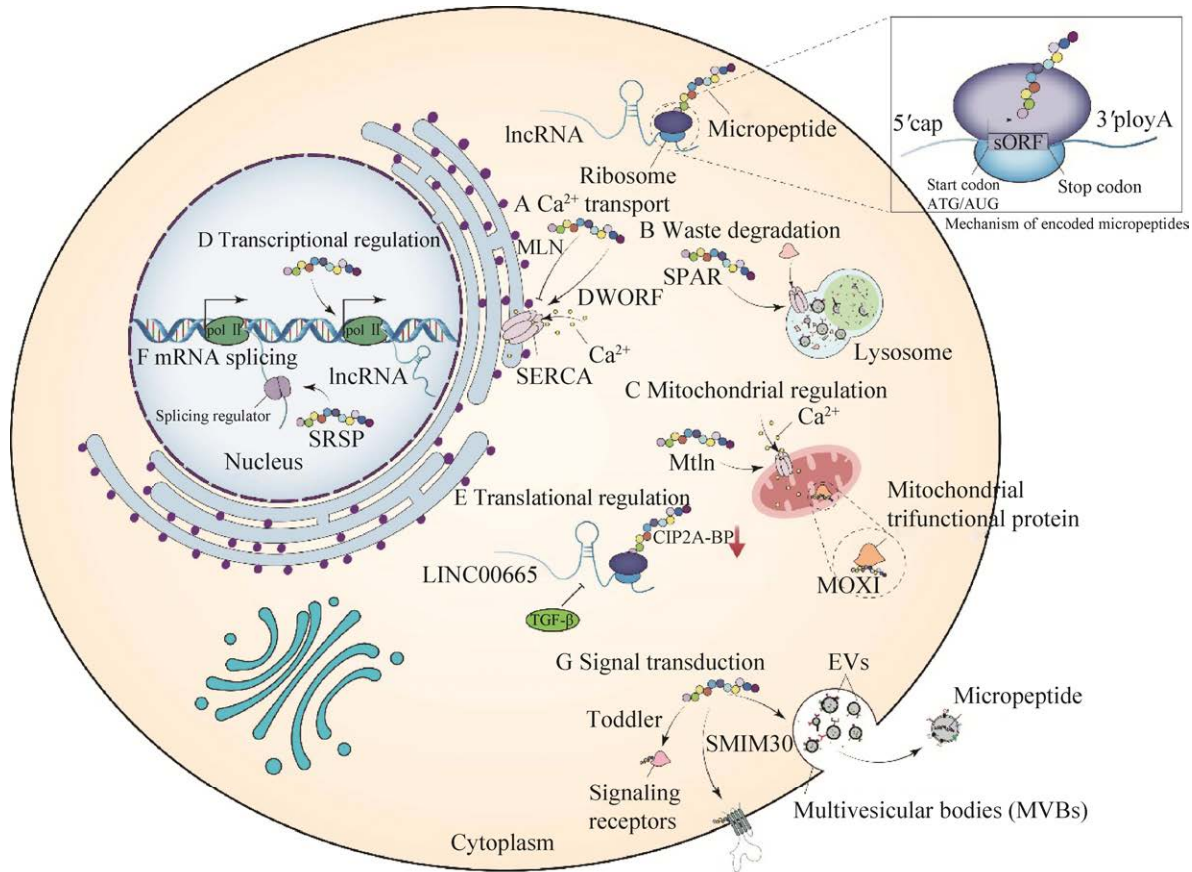 lncRNA
Micropeptide
Ribosome
5′cap
3′ployA
sORF
Start codon
ATG/AUG
Stop codon
Mechanism of encoded micropeptides
A Ca²⁺ transport
MLN
DWORF
Ca²⁺
SERCA
B Waste degradation
SPAR
Lysosome
D Transcriptional regulation
pol II
pol II
F mRNA splicing
lncRNA
Splicing regulator
SRSP
Nucleus
C Mitochondrial regulation
Ca²⁺
Mtln
Mitochondrial
trifunctional protein
MOXI
E Translational regulation
CIP2A-BP
LINC00665
TGF-β
G Signal transduction
EVs
Micropeptide
Toddler
SMIM30
Signaling
receptors
Multivesicular bodies (MVBs)
Cytoplasm